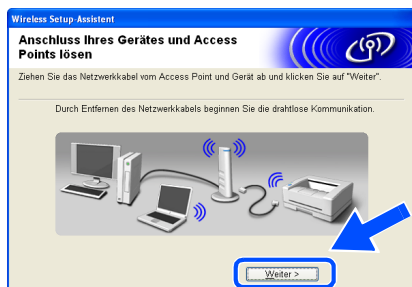 Wireless Setup-Assistent
Anschluss Ihres Gerätes und Access
Points lösen
Ziehen Sie das Netzwerkkabel vom Access Point und Gerät ab und klicken Sie auf "Weiter".
Durch Entfernen des Netzwerkkabels beginnen Sie die drahtlose Kommunikation.
Weiter >